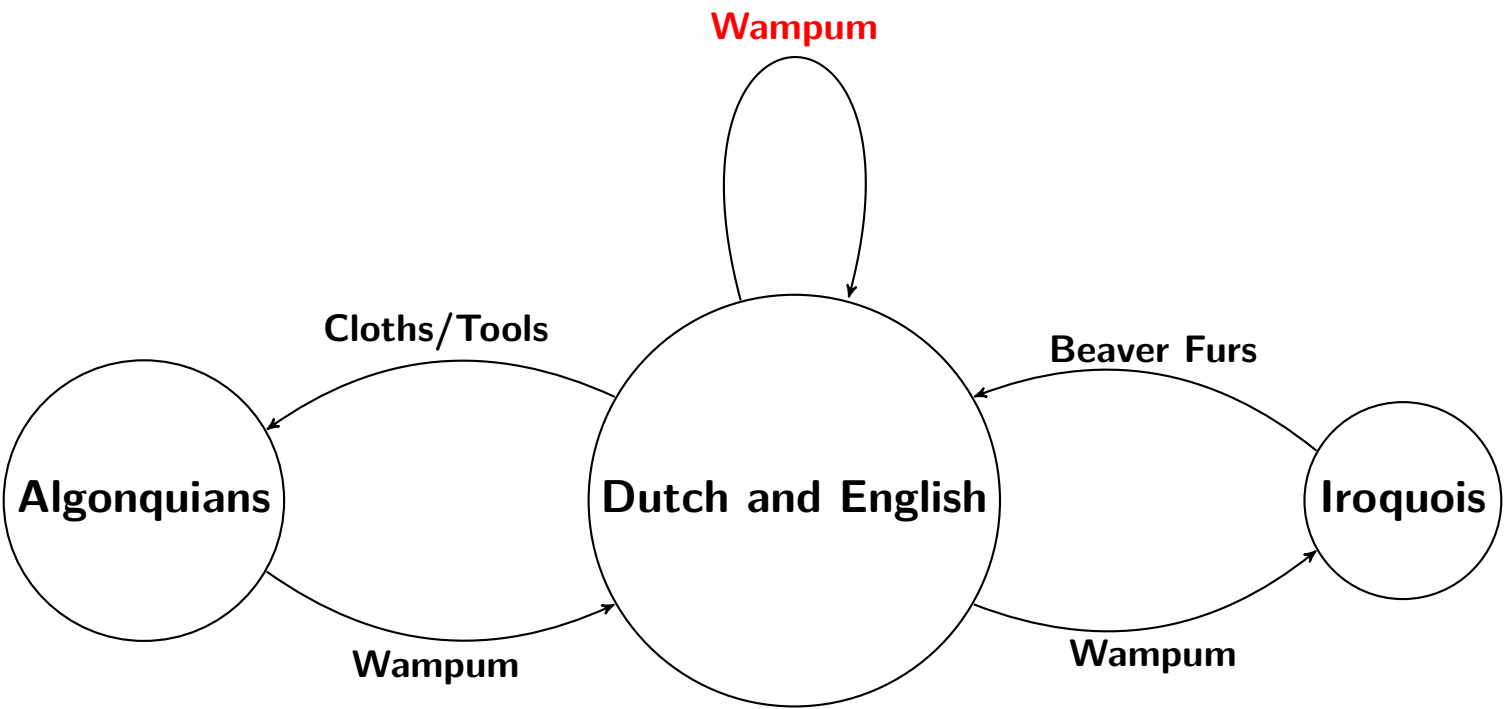 Wampum
Cloths/Tools
Beaver Furs
Algonquians
Dutch and English
Iroquois
Wampum
Wampum